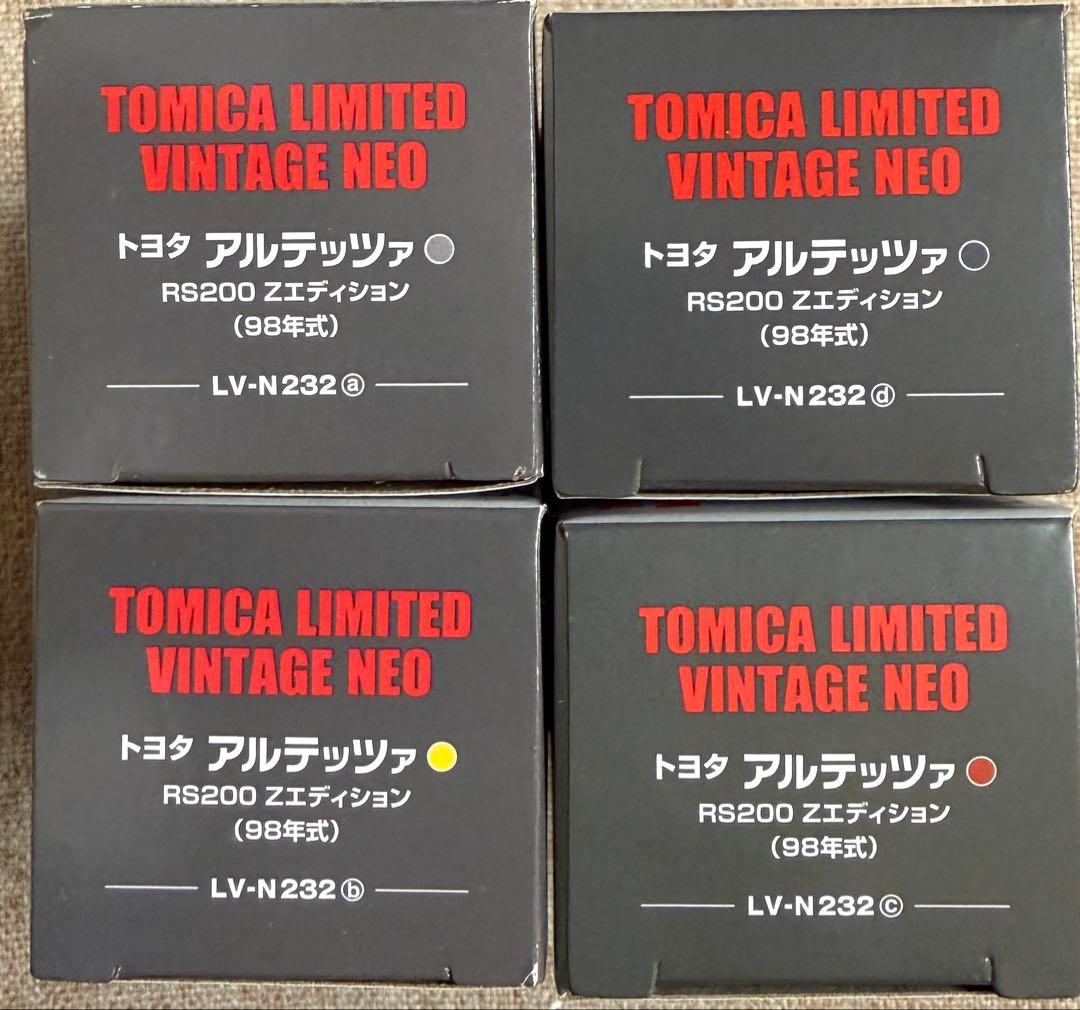 TOMICA LIMITED
VINTAGE NEO
トヨタ アルテッツァ
RS200 Zエディション
(98年式)
LV-N232ⓐ
TOMICA LIMITED
VINTAGE NEO
トヨタ アルテッツァ
RS200 Zエディション
(98年式)
LV-N232ⓓ
TOMICA LIMITED
VINTAGE NEO
トヨタ アルテッツァ
RS200 Zエディション
(98年式)
LV-N232ⓑ
TOMICA LIMITED
VINTAGE NEO
トヨタ アルテッツァ
RS200 Zエディション
(98年式)
LV-N232ⓒ